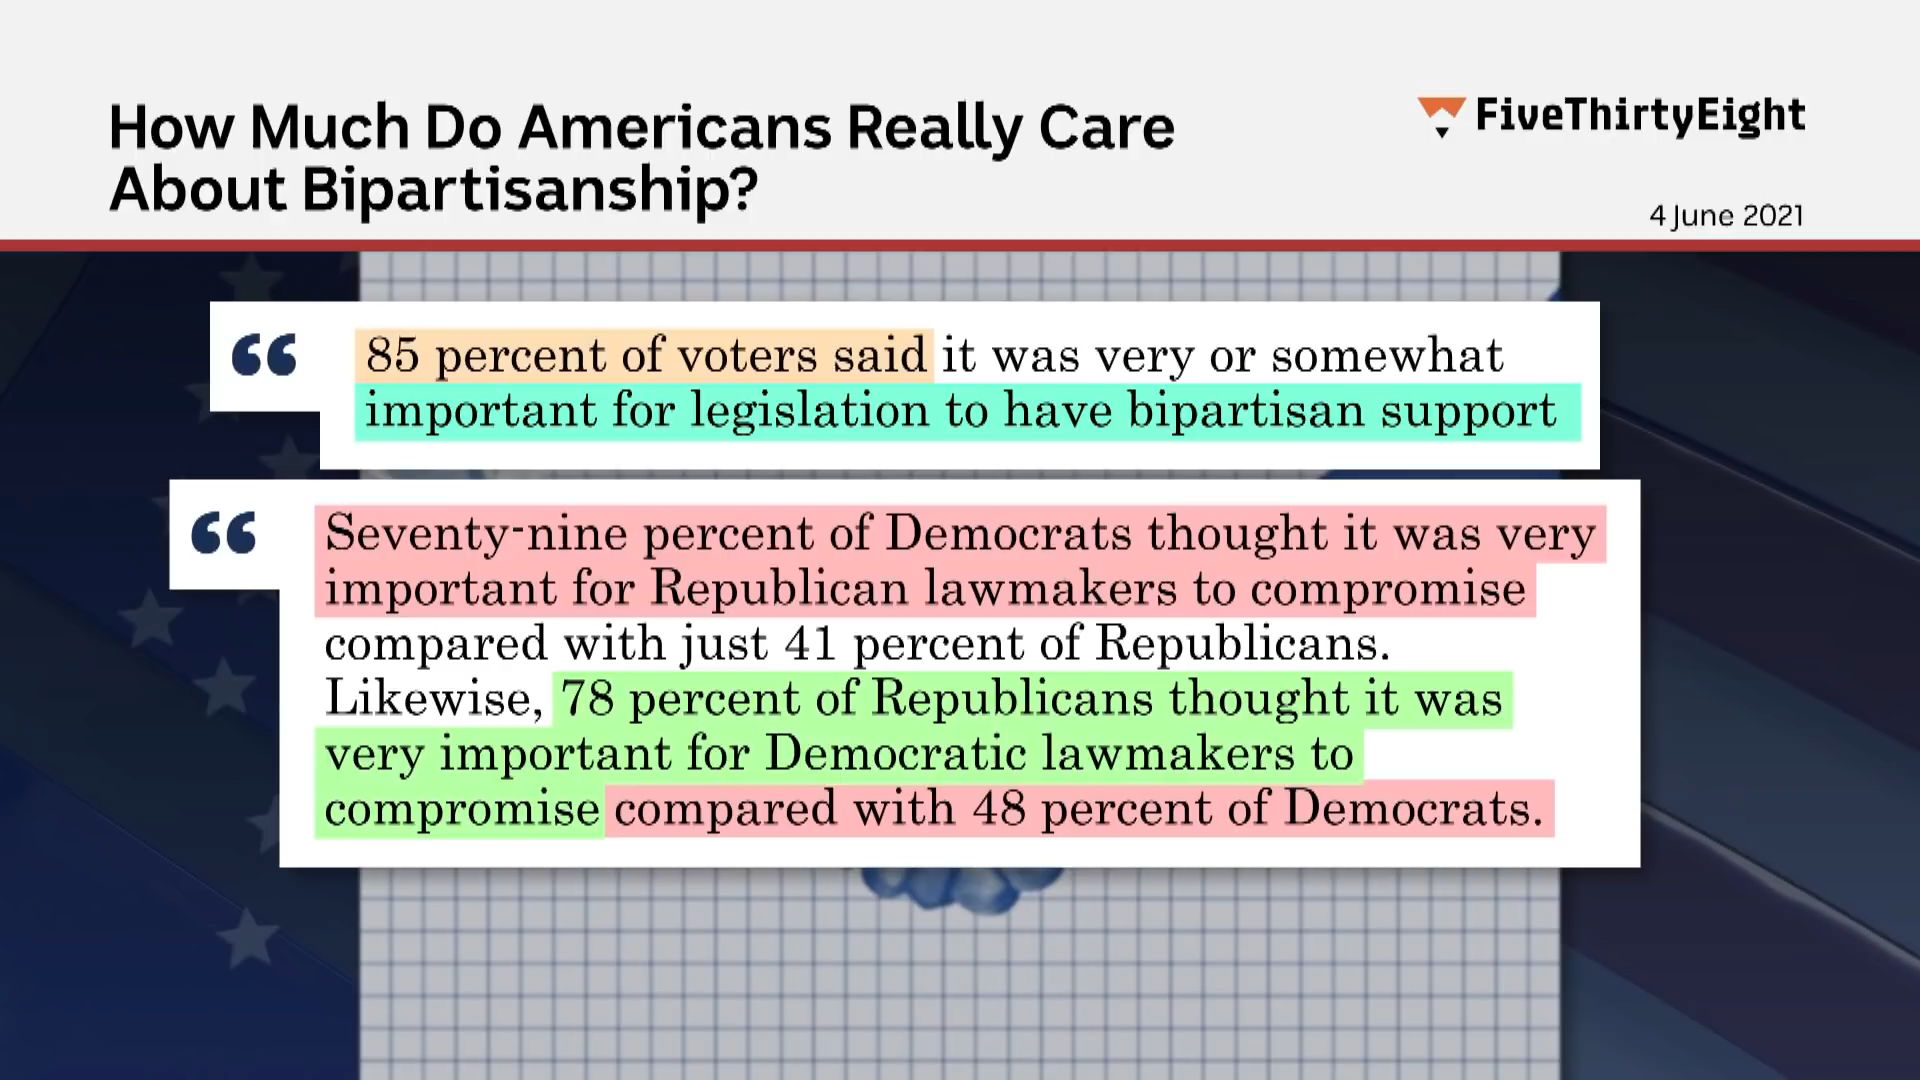 How Much Do Americans Really Care
About Bipartisanship?
FiveThirtyEight
4 June 2021
“ 85 percent of voters said it was very or somewhat
important for legislation to have bipartisan support
“ Seventy-nine percent of Democrats thought it was very
important for Republican lawmakers to compromise
compared with just 41 percent of Republicans.
Likewise, 78 percent of Republicans thought it was
very important for Democratic lawmakers to
compromise compared with 48 percent of Democrats.